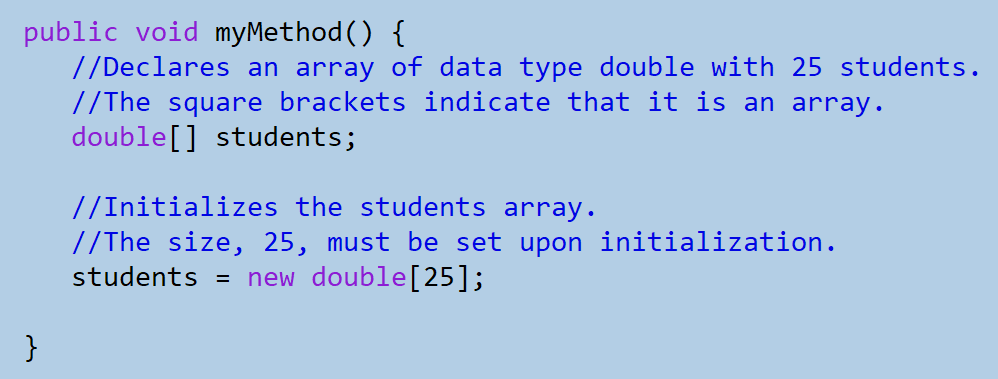 public void myMethod() {
//Declares an array of data type double with 25 students.
//The square brackets indicate that it is an array.
double[] students;
//Initializes the students array.
//The size, 25, must be set upon initialization.
students = new double[25];
}